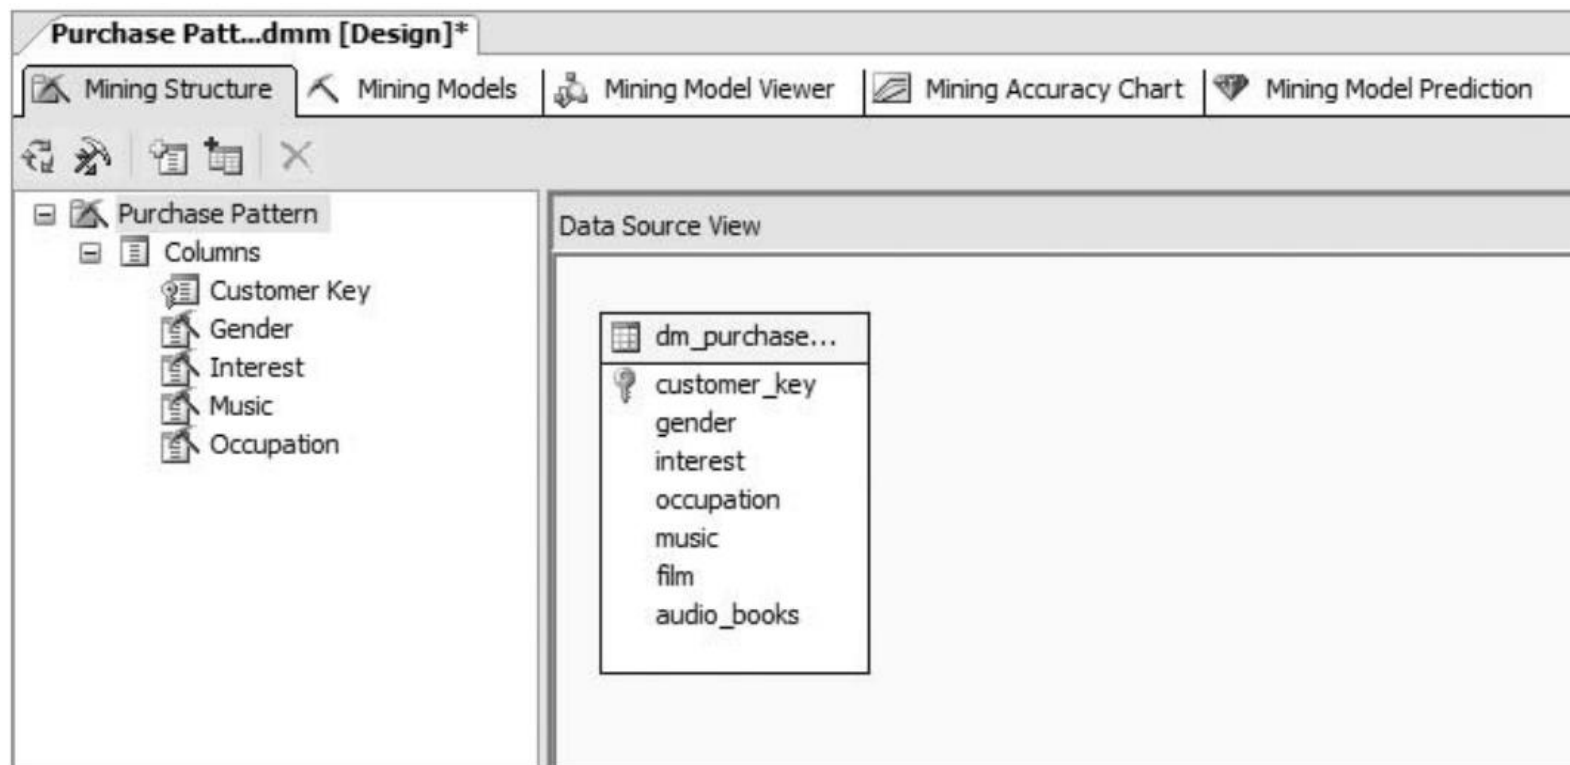 Purchase Patt...dmm [Design]*
Mining Structure
Mining Models
Mining Model Viewer
Mining Accuracy Chart
Mining Model Prediction
Purchase Pattern
Columns
Customer Key
Gender
Interest
Music
Occupation
Data Source View
dm_purchase...
customer_key
gender
interest
occupation
music
film
audio_books